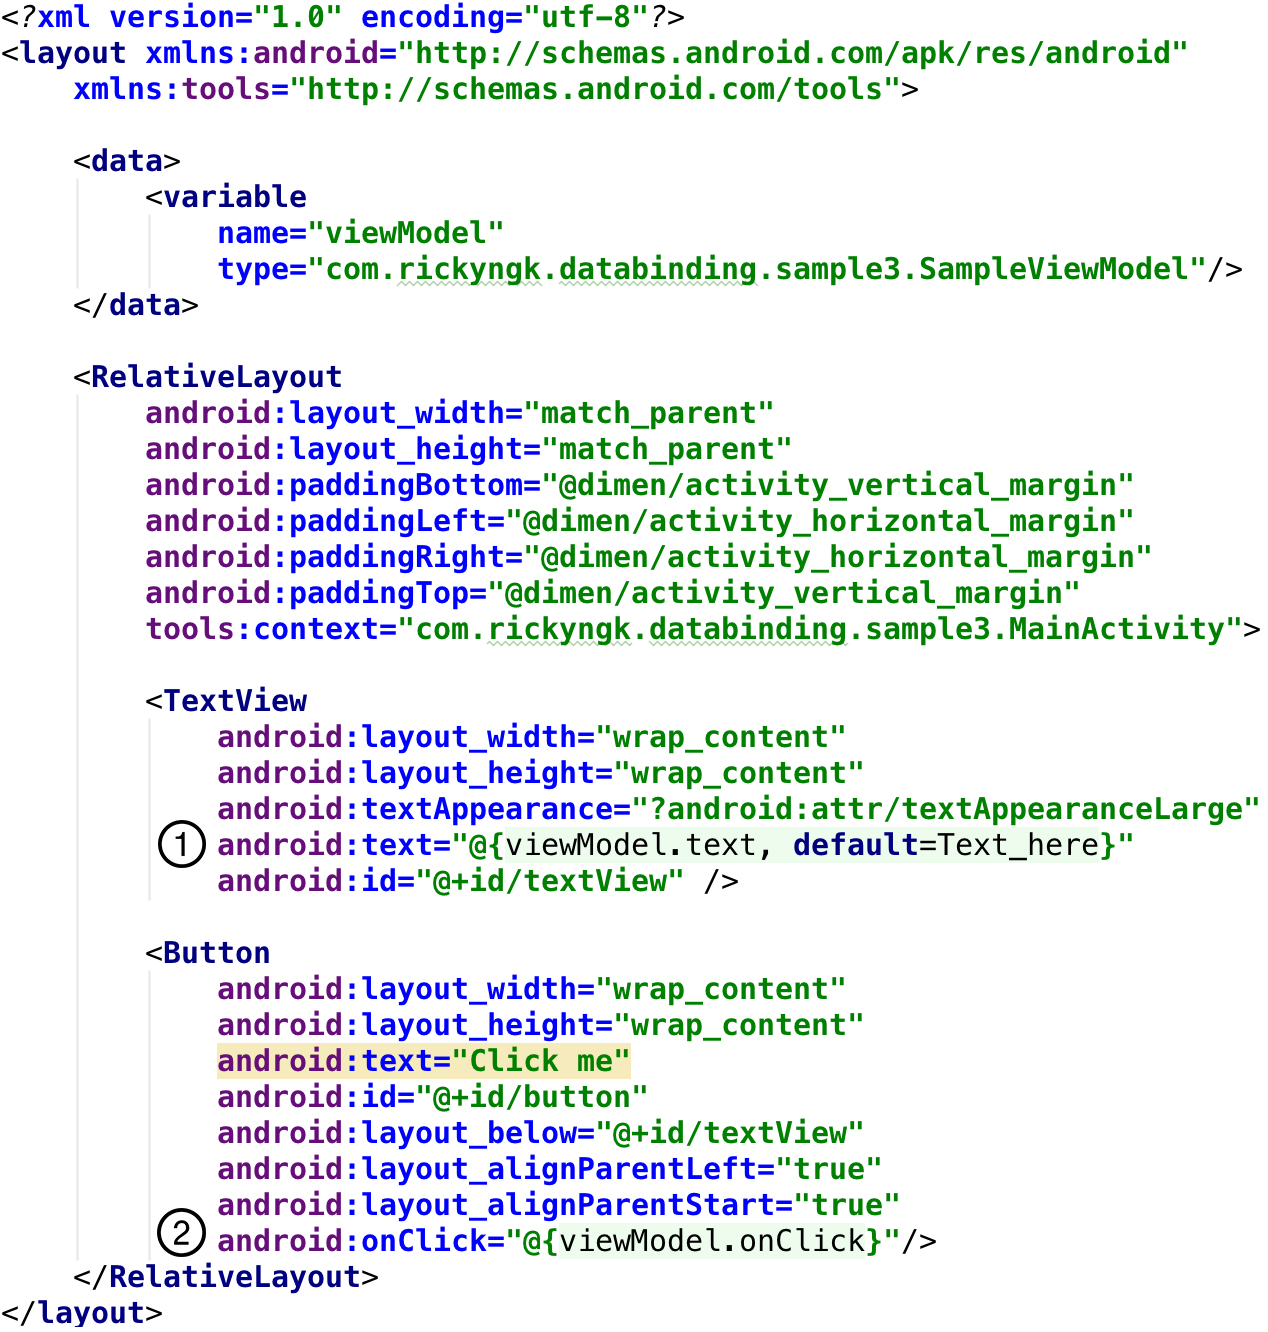 <?xml version="1.0" encoding="utf-8"?>
<layout xmlns:android="http://schemas.android.com/apk/res/android"
    xmlns:tools="http://schemas.android.com/tools">
    <data>
        <variable
            name="viewModel"
            type="com.rickyngk.databinding.sample3.SampleViewModel"/>
    </data>
    <RelativeLayout
        android:layout_width="match_parent"
        android:layout_height="match_parent"
        android:paddingBottom="@dimen/activity_vertical_margin"
        android:paddingLeft="@dimen/activity_horizontal_margin"
        android:paddingRight="@dimen/activity_horizontal_margin"
        android:paddingTop="@dimen/activity_vertical_margin"
        tools:context="com.rickyngk.databinding.sample3.MainActivity">
        <TextView
            android:layout_width="wrap_content"
            android:layout_height="wrap_content"
            android:textAppearance="?android:attr/textAppearanceLarge"
① android:text="@{viewModel.text, default=Text_here}"
            android:id="@+id/textView" />
        <Button
            android:layout_width="wrap_content"
            android:layout_height="wrap_content"
            android:text="Click me"
            android:id="@+id/button"
            android:layout_below="@+id/textView"
            android:layout_alignParentLeft="true"
            android:layout_alignParentStart="true"
② android:onClick="@{viewModel.onClick}"/>
    </RelativeLayout>
</layout>